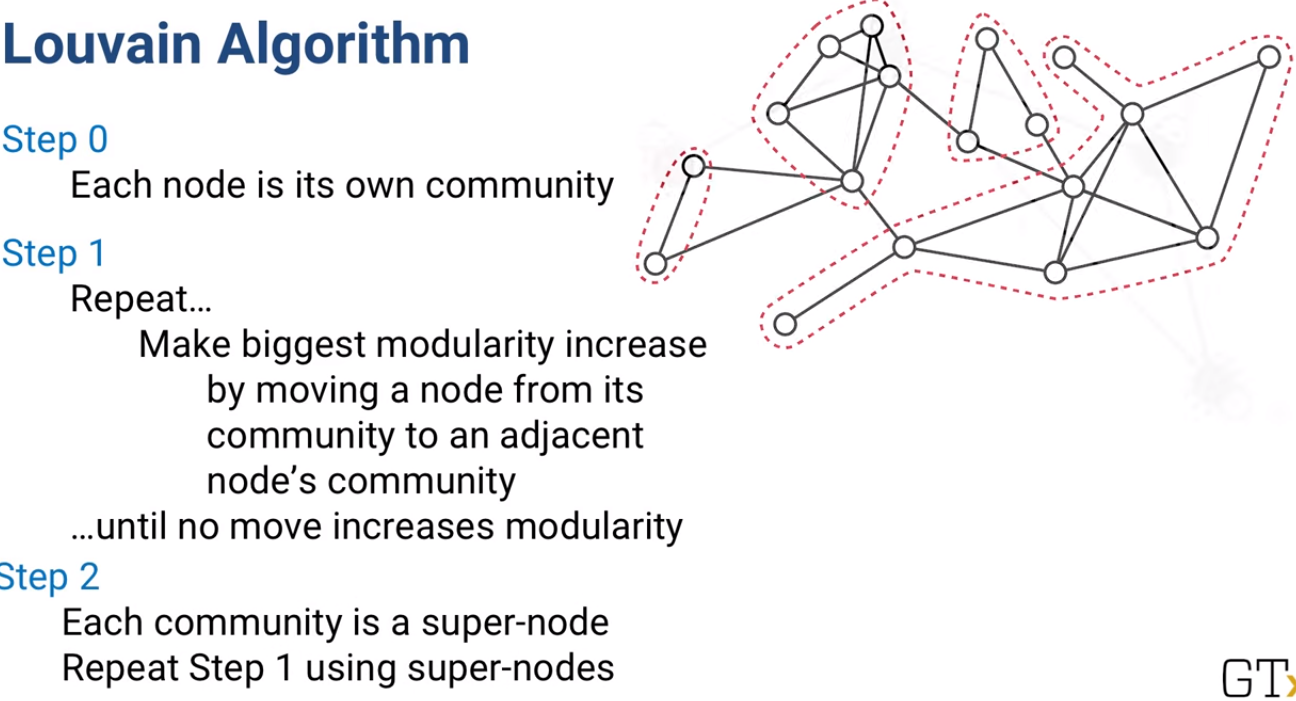 Louvain Algorithm
Step 0
Each node is its own community
Step 1
Repeat...
Make biggest modularity increase
by moving a node from its
community to an adjacent
node’s community
...until no move increases modularity
Step 2
Each community is a super-node
Repeat Step 1 using super-nodes
GTx